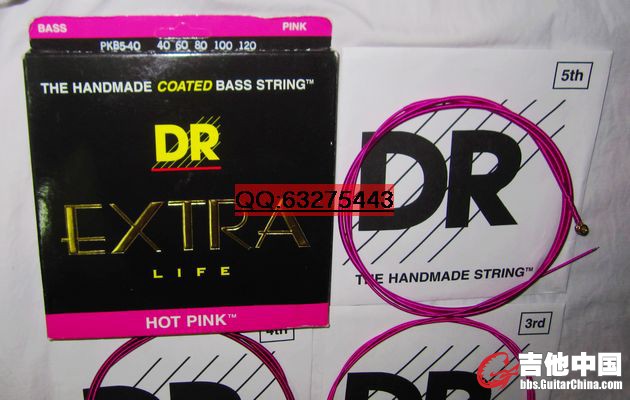 BASS
PINK
PKB5-40 40 60 80 100 120
THE HANDMADE COATED BASS STRING™
DR
EXTRA
LIFE
HOT PINK™
QQ:63275443
5th
DR
THE HANDMADE STRING™
4th
DR
3rd
DR
吉他中国
bbs.GuitarChina.com